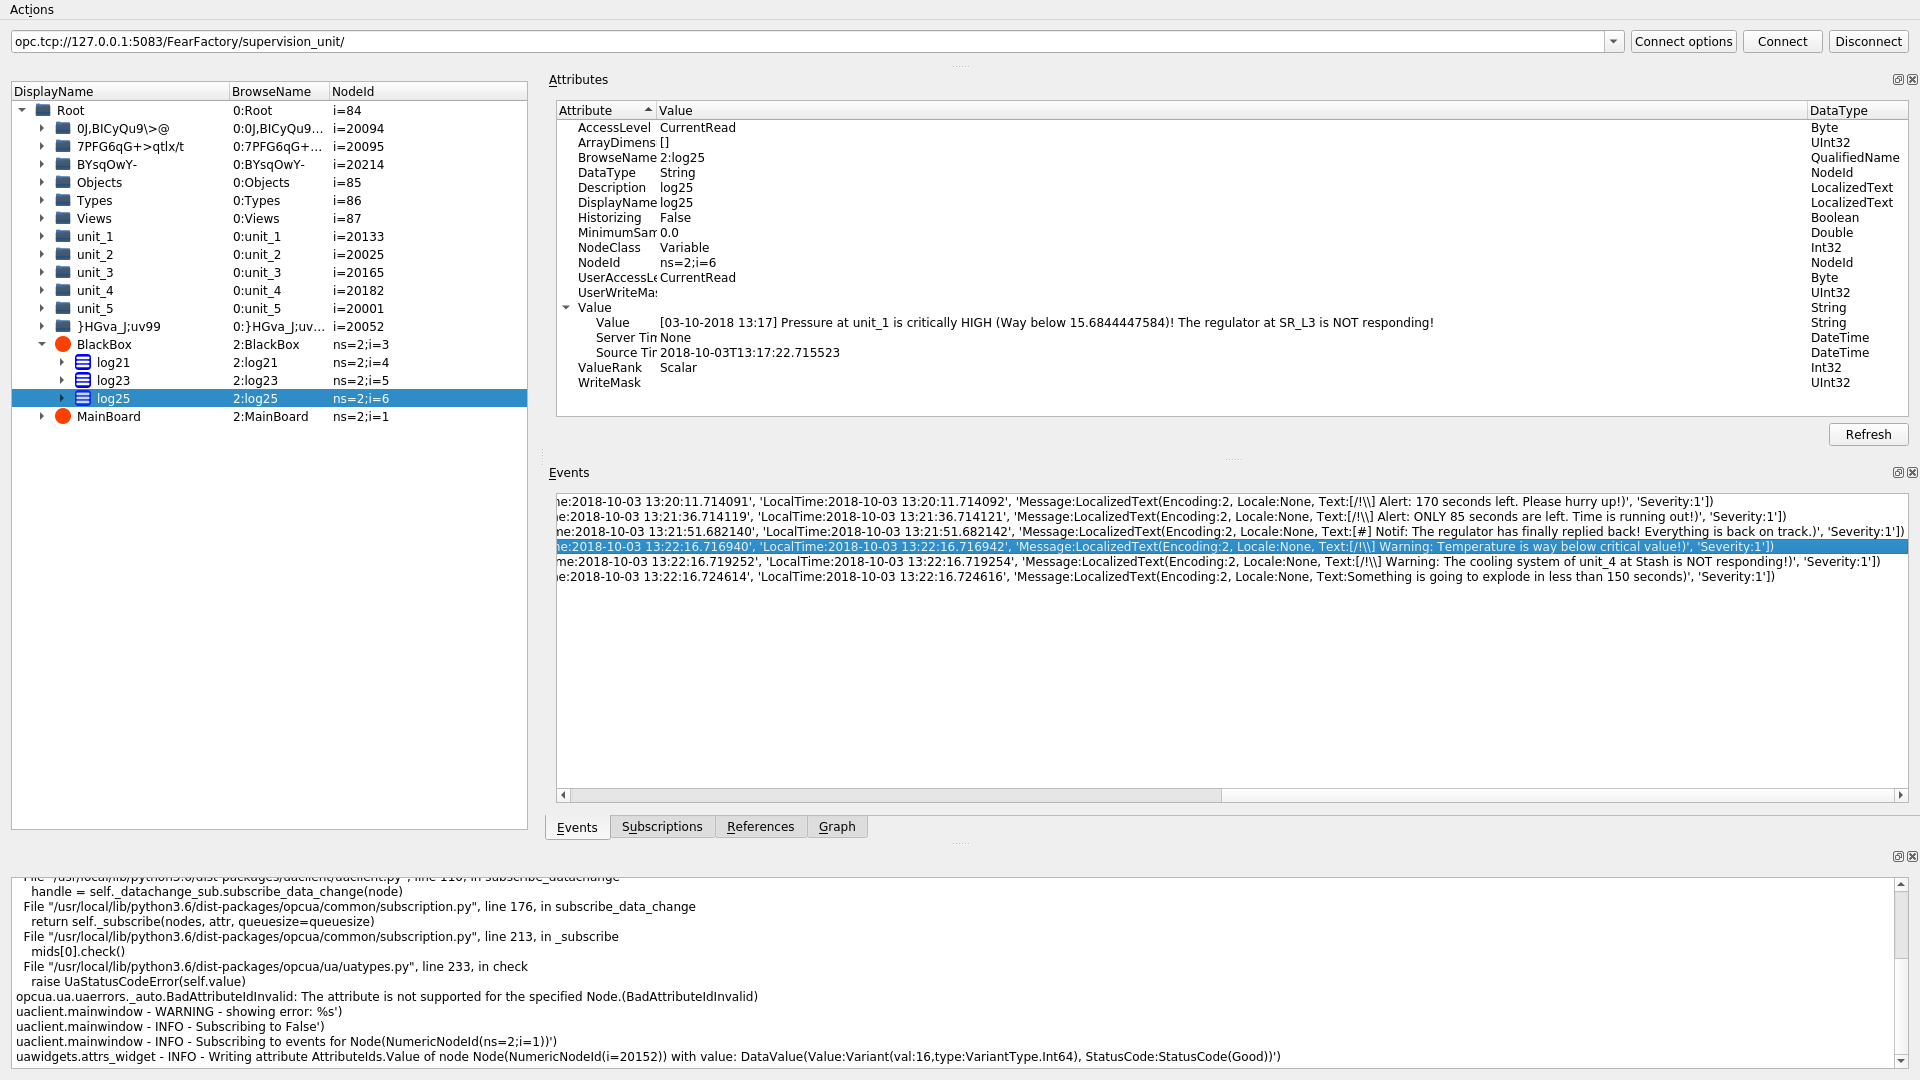 Actions
opc.tcp://127.0.0.1:5083/FearFactory/supervision_unit/
Connect options
Connect
Disconnect
DisplayName BrowseName NodeId
Root 0:Root i=84
0J,BICyQu9\>@ 0:0J,BICyQu9... i=20094
7PFG6qG+>qtlx/t 0:7PFG6qG+... i=20095
BYsqOwY- 0:BYsqOwY- i=20214
Objects 0:Objects i=85
Types 0:Types i=86
Views 0:Views i=87
unit_1 0:unit_1 i=20133
unit_2 0:unit_2 i=20025
unit_3 0:unit_3 i=20165
unit_4 0:unit_4 i=20182
unit_5 0:unit_5 i=20001
}HGva_J;uv99 0:}HGva_J;uv... i=20052
BlackBox 2:BlackBox ns=2;i=3
log21 2:log21 ns=2;i=4
log23 2:log23 ns=2;i=5
log25 2:log25 ns=2;i=6
MainBoard 2:MainBoard ns=2;i=1
Attributes
Attribute Value DataType
AccessLevel CurrentRead Byte
ArrayDimens [] UInt32
BrowseName 2:log25 QualifiedName
DataType String NodeId
Description log25 LocalizedText
DisplayName log25 LocalizedText
Historizing False Boolean
MinimumSam 0.0 Double
NodeClass Variable Int32
NodeId ns=2;i=6 NodeId
UserAccessLe CurrentRead Byte
UserWriteMas UInt32
Value String
Value [03-10-2018 13:17] Pressure at unit_1 is critically HIGH (Way below 15.6844447584)! The regulator at SR_L3 is NOT responding! String
Server Tin None DateTime
Source Tir 2018-10-03T13:17:22.715523 DateTime
ValueRank Scalar Int32
WriteMask UInt32
Refresh
Events
ne:2018-10-03 13:20:11.714091', 'LocalTime:2018-10-03 13:20:11.714092', 'Message:LocalizedText(Encoding:2, Locale:None, Text:[/!\\] Alert: 170 seconds left. Please hurry up!)', 'Severity:1'])
ne:2018-10-03 13:21:36.714119', 'LocalTime:2018-10-03 13:21:36.714121', 'Message:LocalizedText(Encoding:2, Locale:None, Text:[/!\\] Alert: ONLY 85 seconds are left. Time is running out!)', 'Severity:1'])
me:2018-10-03 13:21:51.682140', 'LocalTime:2018-10-03 13:21:51.682142', 'Message:LocalizedText(Encoding:2, Locale:None, Text:[#] Notif: The regulator has finally replied back! Everything is back on track.)', 'Severity:1'])
ne:2018-10-03 13:22:16.716940', 'LocalTime:2018-10-03 13:22:16.716942', 'Message:LocalizedText(Encoding:2, Locale:None, Text:[/!\\] Warning: Temperature is way below critical value!)', 'Severity:1'])
me:2018-10-03 13:22:16.719252', 'LocalTime:2018-10-03 13:22:16.719254', 'Message:LocalizedText(Encoding:2, Locale:None, Text:[/!\\] Warning: The cooling system of unit_4 at Stash is NOT responding!)', 'Severity:1'])
ne:2018-10-03 13:22:16.724614', 'LocalTime:2018-10-03 13:22:16.724616', 'Message:LocalizedText(Encoding:2, Locale:None, Text:Something is going to explode in less than 150 seconds)', 'Severity:1'])
Events Subscriptions References Graph
File "/usr/local/lib/python3.6/dist-packages/uaclient/uaclient.py", line 110, in subscribe_datachange
handle = self._datachange_sub.subscribe_data_change(node)
File "/usr/local/lib/python3.6/dist-packages/opcua/common/subscription.py", line 176, in subscribe_data_change
return self._subscribe(nodes, attr, queuesize=queuesize)
File "/usr/local/lib/python3.6/dist-packages/opcua/common/subscription.py", line 213, in _subscribe
mids[0].check()
File "/usr/local/lib/python3.6/dist-packages/opcua/ua/uatypes.py", line 233, in check
raise UaStatusCodeError(self.value)
opcua.ua.uaerrors._auto.BadAttributeIdInvalid: The attribute is not supported for the specified Node.(BadAttributeIdInvalid)
uaclient.mainwindow - WARNING - showing error: %s')
uaclient.mainwindow - INFO - Subscribing to False')
uaclient.mainwindow - INFO - Subscribing to events for Node(NumericNodeId(ns=2;i=1))')
uawidgets.attrs_widget - INFO - Writing attribute AttributeIds.Value of node Node(NumericNodeId(i=20152)) with value: DataValue(Value:Variant(val:16,type:VariantType.Int64), StatusCode:StatusCode(Good))')